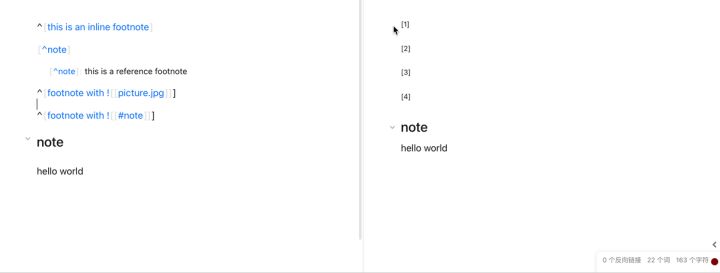 ^[this is an inline footnote]
[^note]
[^note] this is a reference footnote
^[footnote with ![[picture.jpg]]]
^[footnote with ![[#note]]]
note
hello world
[1]
[2]
[3]
[4]
note
hello world
0 个反向链接 22 个词 163 个字符